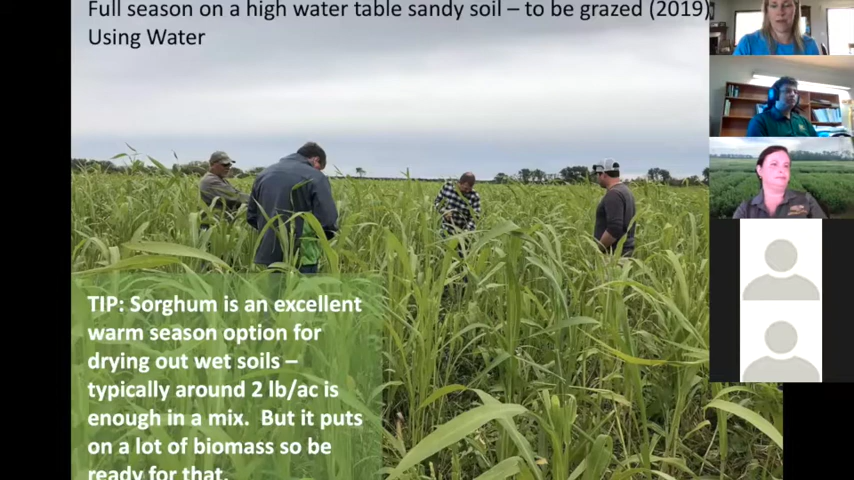 Full season on a high water table sandy soil – to be grazed (2019)
Using Water
TIP: Sorghum is an excellent
warm season option for
drying out wet soils –
typically around 2 lb/ac is
enough in a mix. But it puts
on a lot of biomass so be
ready for that.